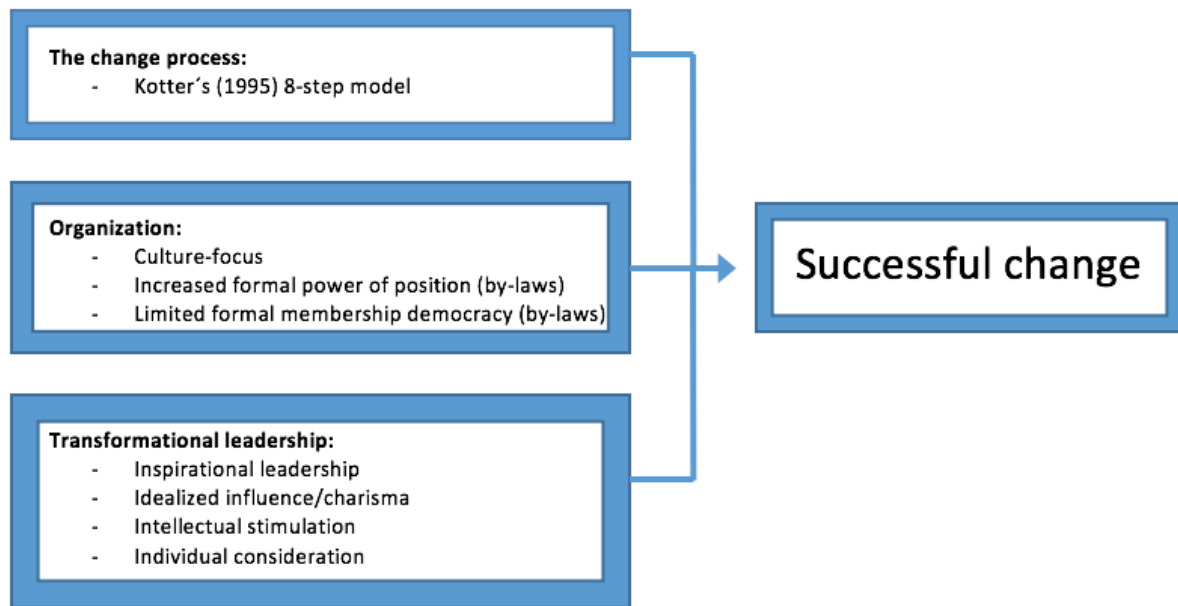 The change process:
- Kotter´s (1995) 8-step model
Organization:
- Culture-focus
- Increased formal power of position (by-laws)
- Limited formal membership democracy (by-laws)
Successful change
Transformational leadership:
- Inspirational leadership
- Idealized influence/charisma
- Intellectual stimulation
- Individual consideration